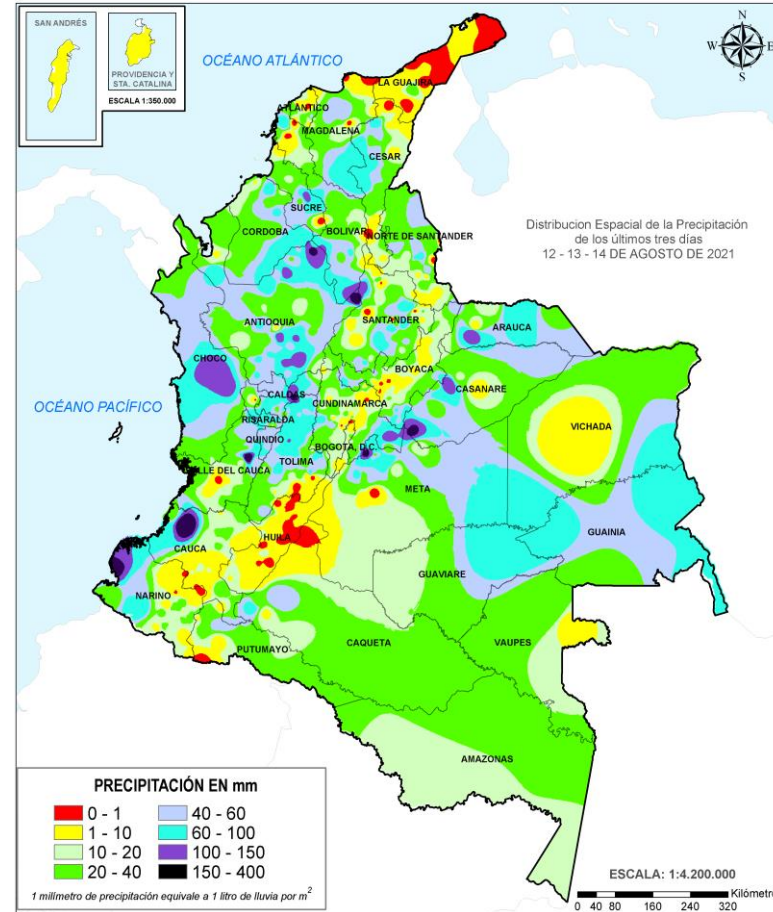 SAN ANDRÉS
PROVIDENCIA Y
STA. CATALINA
ESCALA 1:350.000
OCÉANO ATLÁNTICO
N
W
E
S
LA GUAJIRA
ATLANTICO
MAGDALENA
CESAR
Distribucion Espacial de la Precipitación
de los últimos tres días
12 - 13 - 14 DE AGOSTO DE 2021
SUCRE
CORDOBA
BOLIVAR
NORTE DE SANTANDER
ANTIOQUIA
SANTANDER
ARAUCA
CHOCO
BOYACA
CASANARE
CALDAS
CUNDINAMARCA
OCÉANO PACÍFICO
RISARALDA
VICHADA
QUINDIO
BOGOTA, D.C.
TOLIMA
VALLE DEL CAUCA
META
GUAINIA
HUILA
CAUCA
GUAVIARE
NARINO
CAQUETA
VAUPES
PUTUMAYO
AMAZONAS
PRECIPITACIÓN EN mm
0 - 1
40 - 60
1 - 10
60 - 100
10 - 20
100 - 150
20 - 40
150 - 400
1 milímetro de precipitación equivale a 1 litro de lluvia por m²
ESCALA: 1:4.200.000
Kilómetro
0 40 80 160 240 320